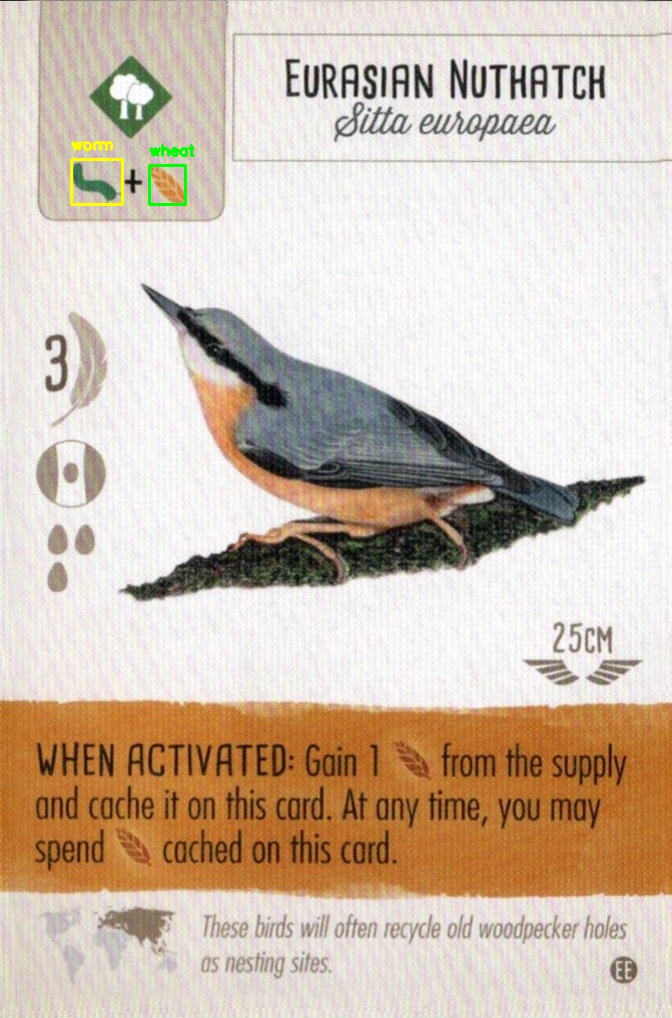 EURASIAN NUTHATCH
Sitta europaea
worm
wheat
+
3
25CM
WHEN ACTIVATED: Gain 1 from the supply
and cache it on this card. At any time, you may
spend cached on this card.
These birds will often recycle old woodpecker holes
as nesting sites.
EE